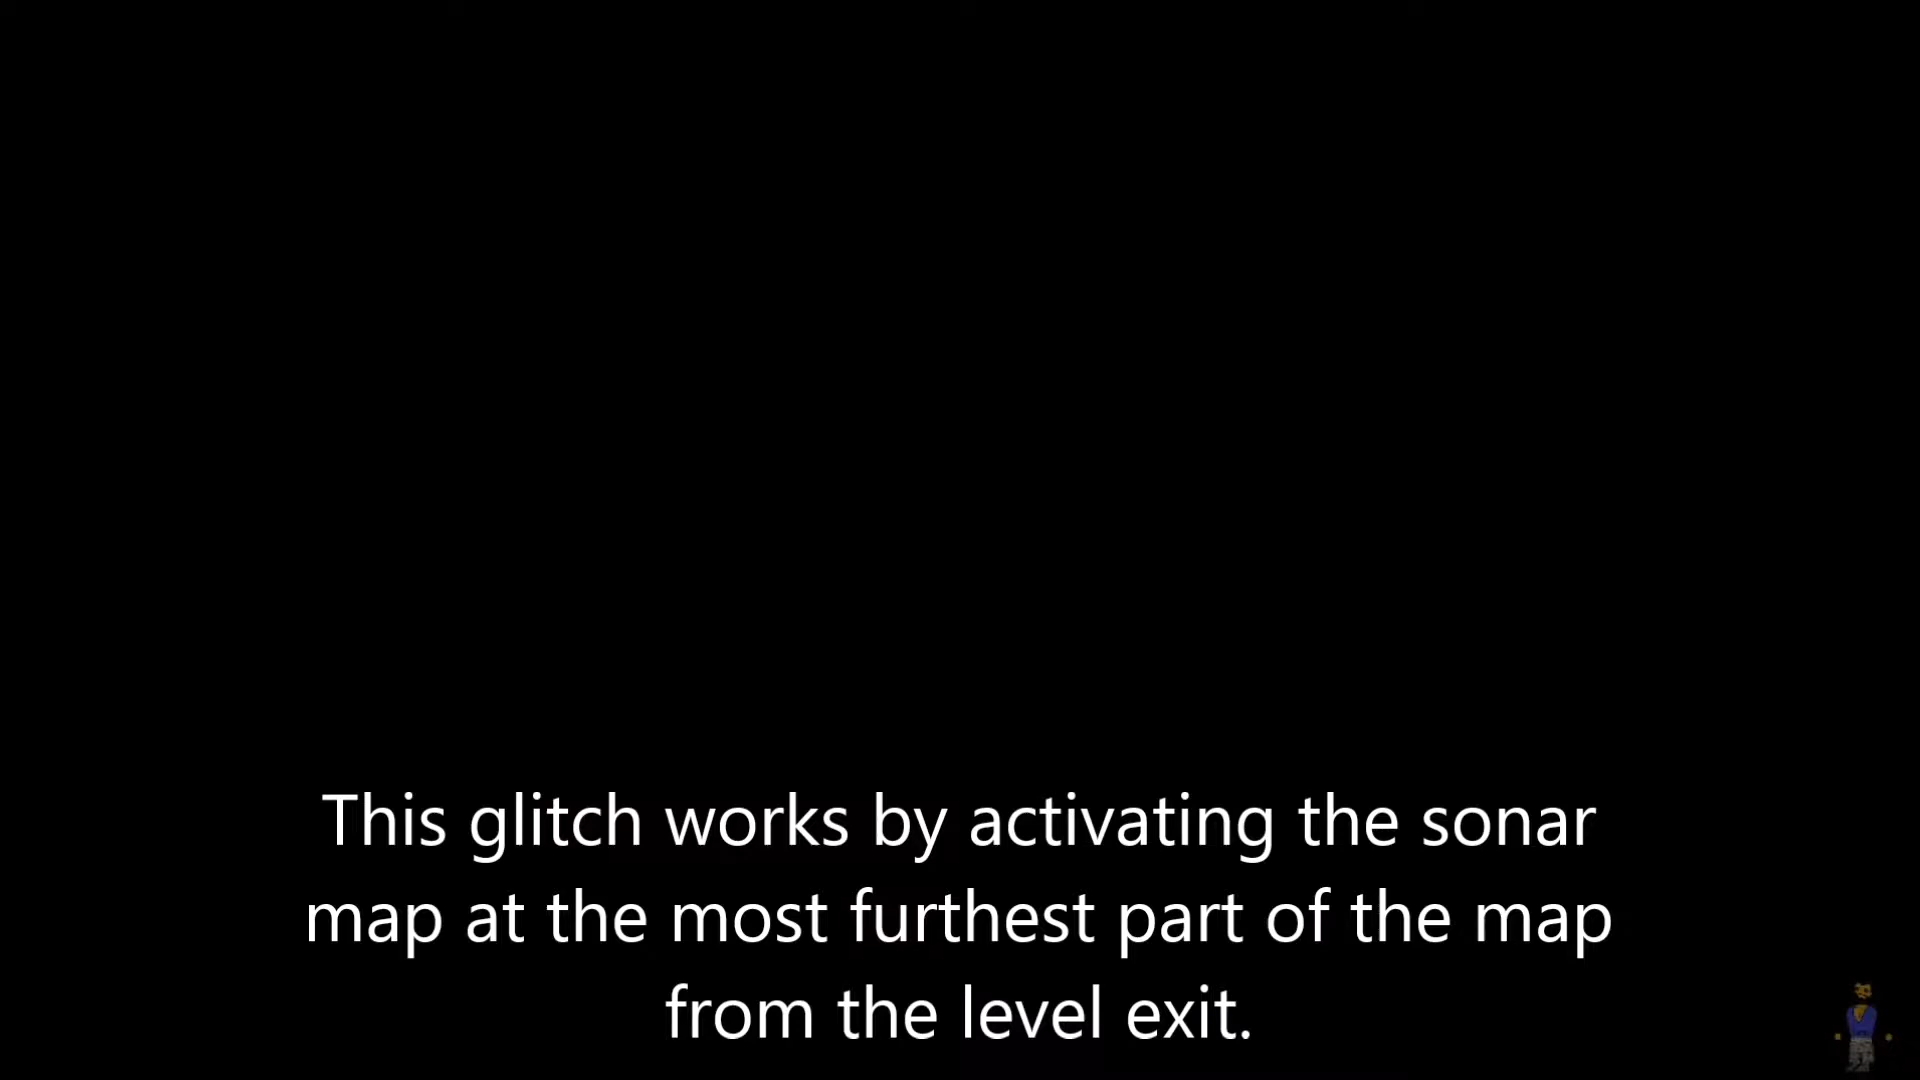 This glitch works by activating the sonar
map at the most furthest part of the map
from the level exit.